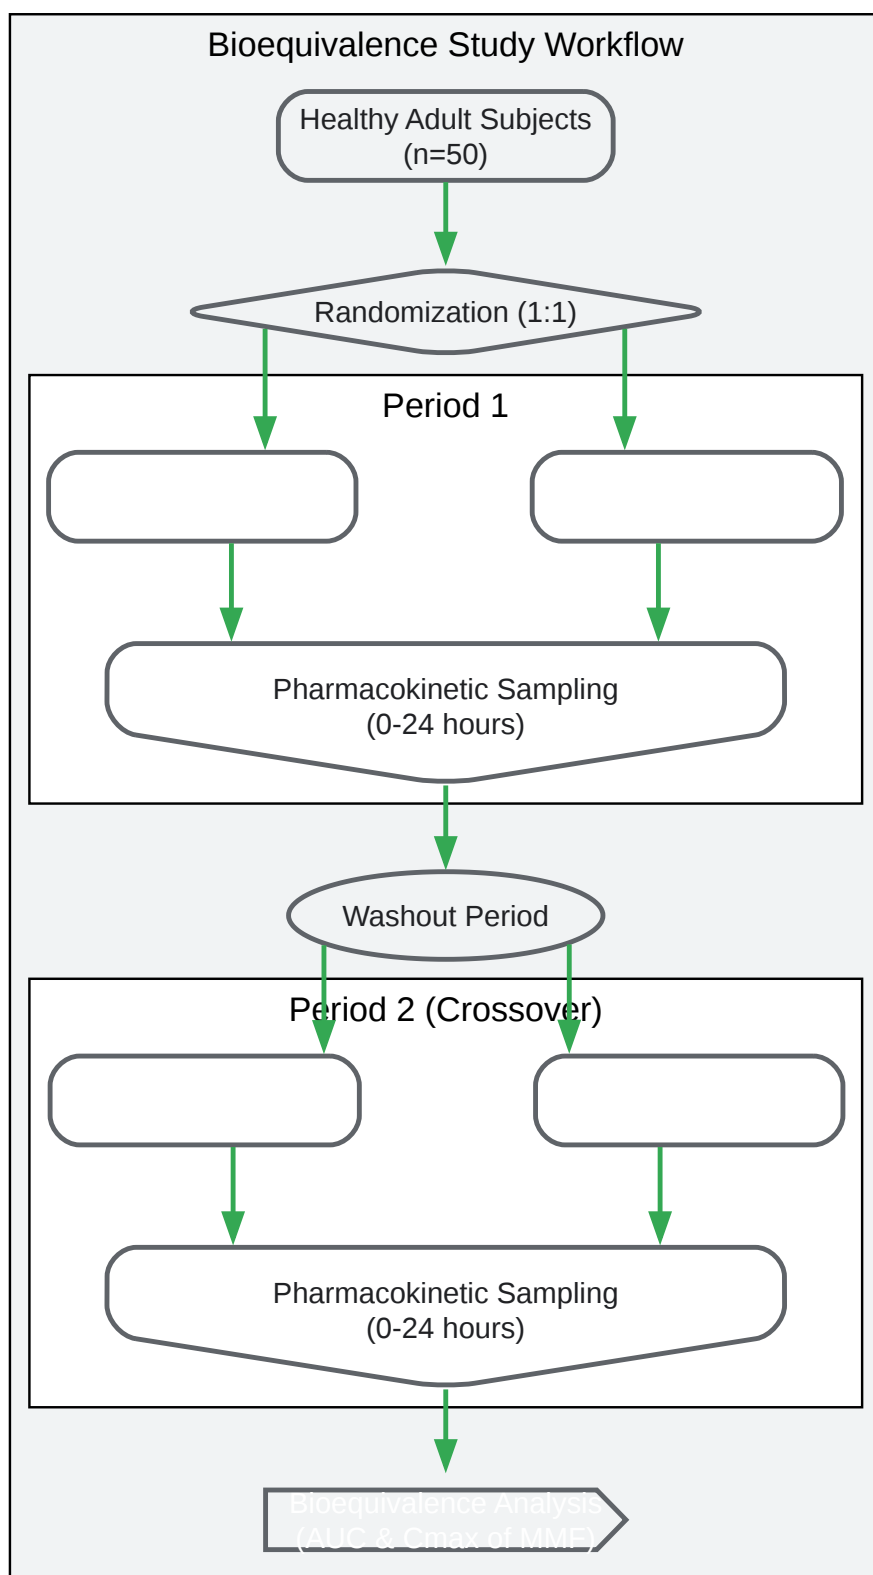 Bioequivalence Study Workflow
Healthy Adult Subjects
(n=50)
Randomization (1:1)
Period 1
Pharmacokinetic Sampling
(0-24 hours)
Washout Period
Period 2 (Crossover)
Pharmacokinetic Sampling
(0-24 hours)
Bioequivalence Analysis
(AUC & Cmax of MMF)